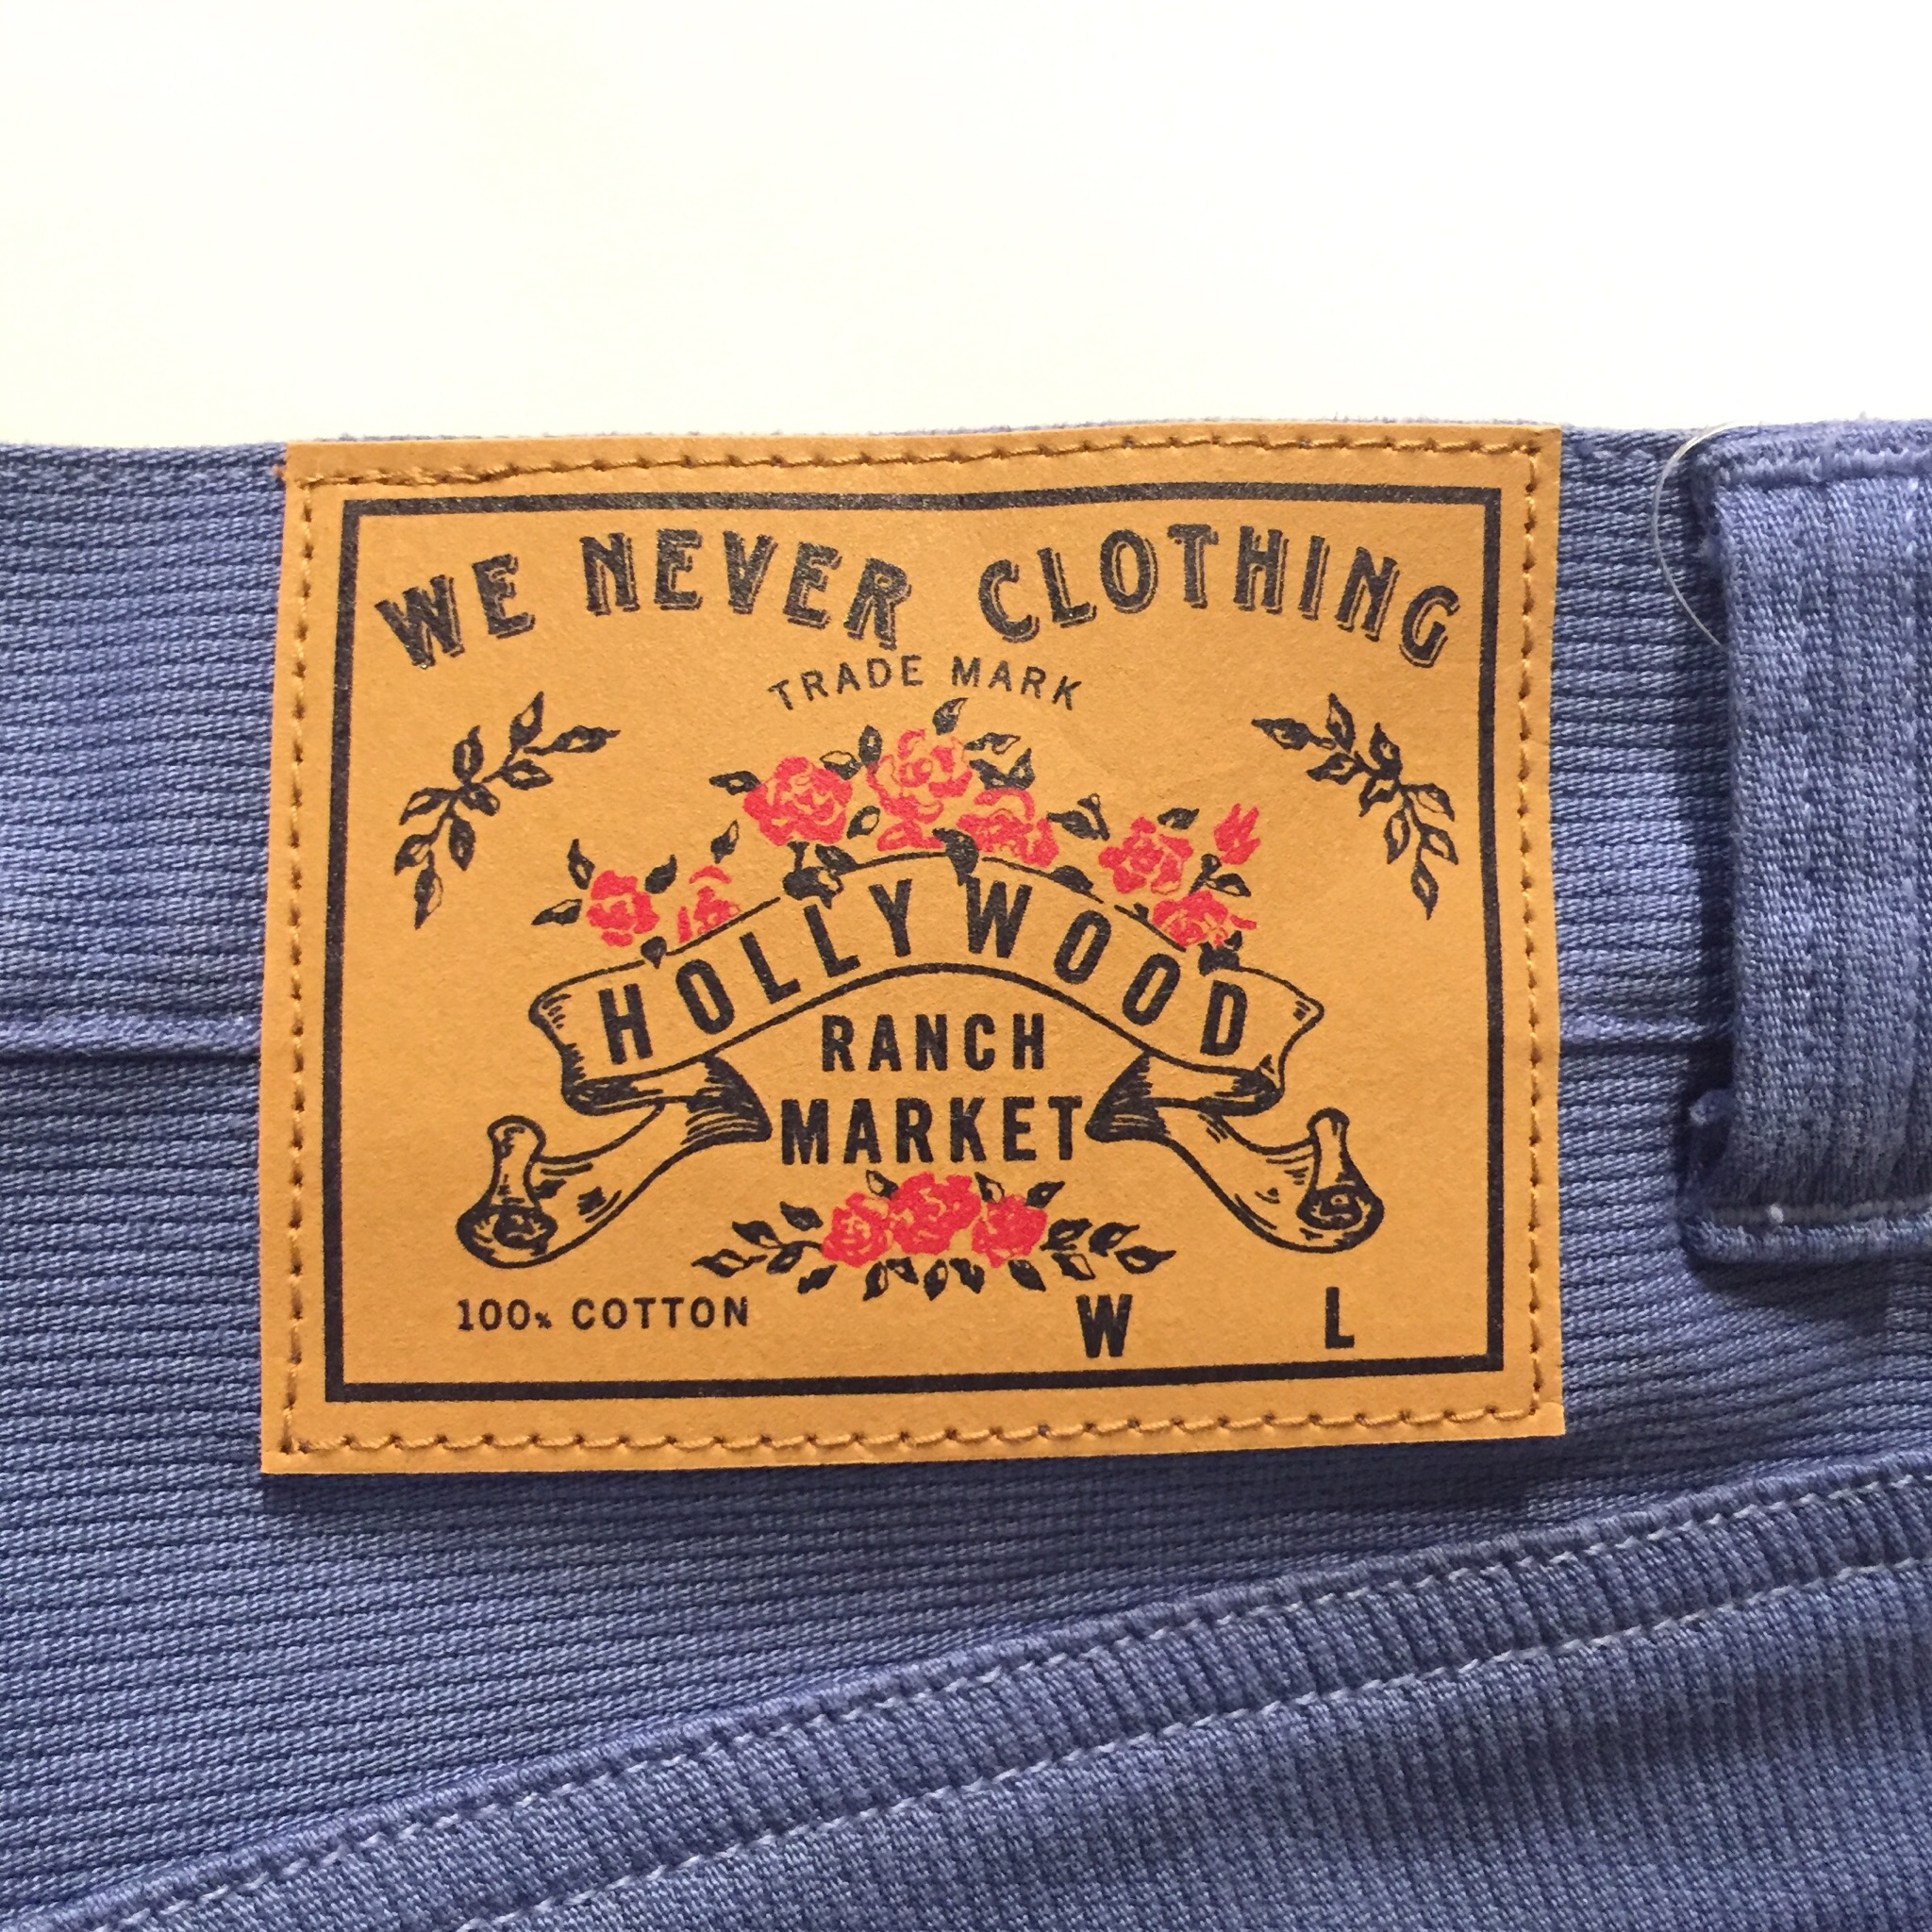 WE NEVER CLOTHING
TRADE MARK
HOLLYWOOD
RANCH
MARKET
100% COTTON W L